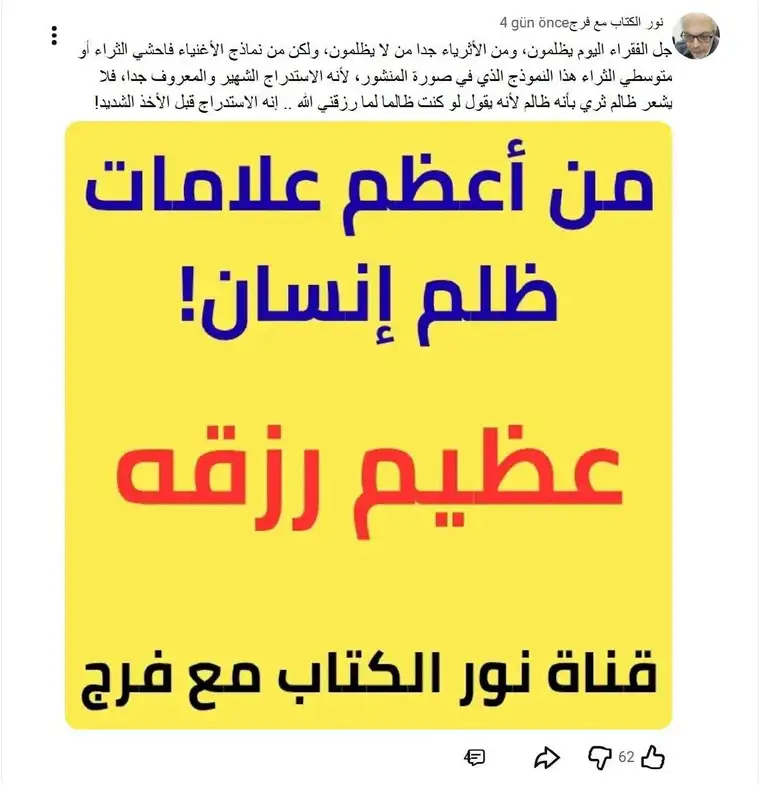 نور الكتاب مع فرج4 gün önce
جل الفقراء اليوم يظلمون، ومن الأثرياء جدا من لا يظلمون، ولكن من نماذج الأغنياء فاحشي الثراء أو
متوسطي الثراء هذا النموذج الذي في صورة المنشور، لأنه الاستدراج الشهير والمعروف جدا، فلا
يشعر ظالم ثري بأنه ظالم لأنه يقول لو كنت ظالما لما رزقني الله .. إنه الاستدراج قبل الأخذ الشديد!
من أعظم علامات
ظلم إنسان!
عظيم رزقه
قناة نور الكتاب مع فرج
62
4